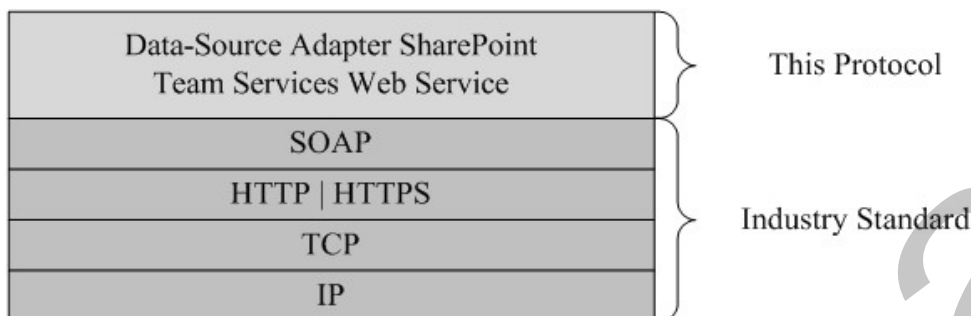 Data-Source Adapter SharePoint
Team Services Web Service
This Protocol
SOAP
HTTP | HTTPS
TCP
IP
Industry Standard